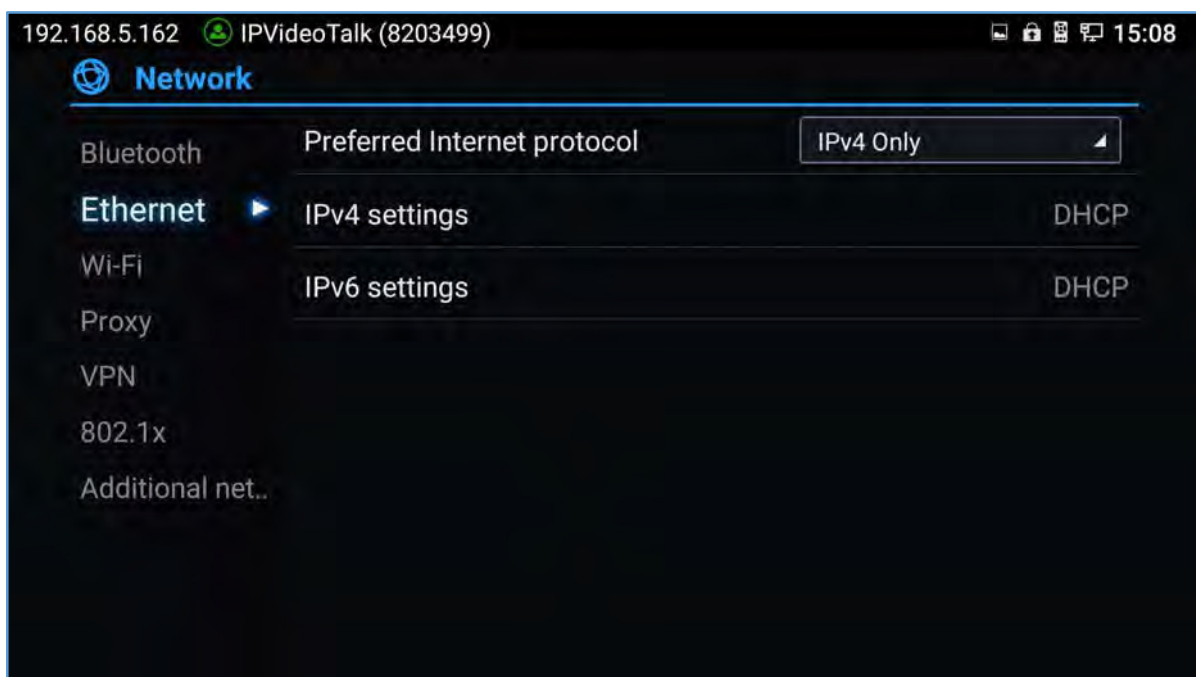 192.168.5.162 IPVideoTalk (8203499) 15:08
Network
Bluetooth
Ethernet
Wi-Fi
Proxy
VPN
802.1x
Additional net..
Preferred Internet protocol IPv4 Only
IPv4 settings DHCP
IPv6 settings DHCP